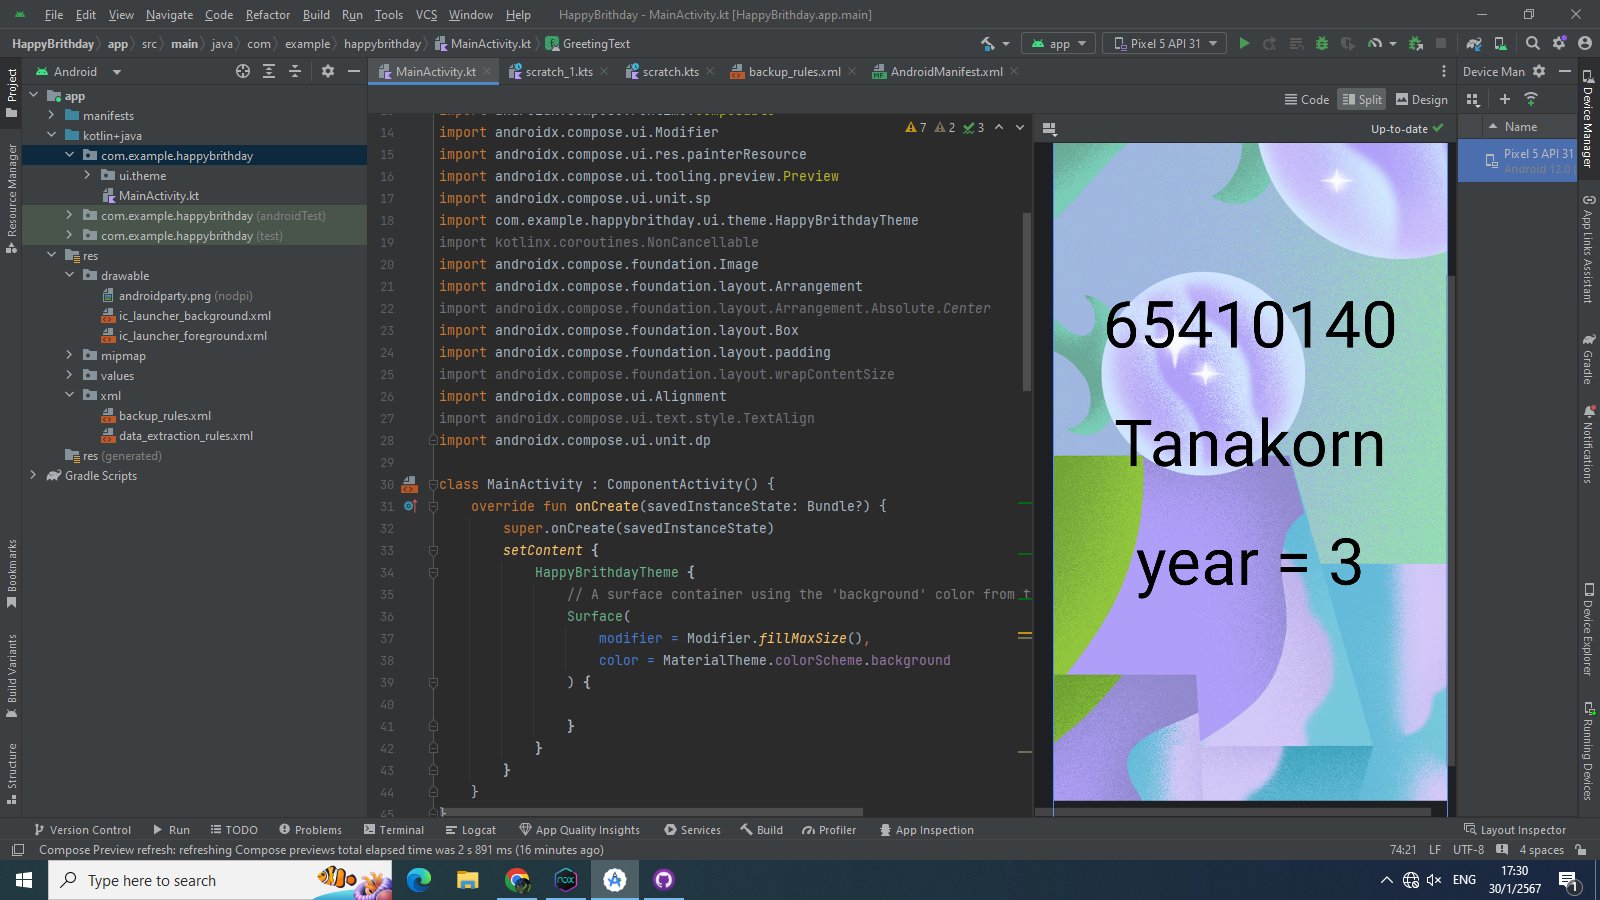 File Edit View Navigate Code Refactor Build Run Tools VCS Window Help HappyBrithday - MainActivity.kt [HappyBrithday.app.main]
HappyBrithday app src main java com example happybrithday MainActivity.kt GreetingText app Pixel 5 API 31
Project
Android
MainActivity.kt scratch_1.kts scratch.kts backup_rules.xml AndroidManifest.xml
Device Man
Code Split Design
app
manifests
kotlin+java
com.example.happybrithday
ui.theme
MainActivity.kt
com.example.happybrithday (androidTest)
com.example.happybrithday (test)
res
drawable
androidparty.png (nodpi)
ic_launcher_background.xml
ic_launcher_foreground.xml
mipmap
values
xml
backup_rules.xml
data_extraction_rules.xml
res (generated)
Gradle Scripts
Resource Manager
Bookmarks
Build Variants
Structure
7 2 3
14 import androidx.compose.ui.Modifier
15 import androidx.compose.ui.res.painterResource
16 import androidx.compose.ui.tooling.preview.Preview
17 import androidx.compose.ui.unit.sp
18 import com.example.happybrithday.ui.theme.HappyBrithdayTheme
19 import kotlinx.coroutines.NonCancellable
20 import androidx.compose.foundation.Image
21 import androidx.compose.foundation.layout.Arrangement
22 import androidx.compose.foundation.layout.Arrangement.Absolute.Center
23 import androidx.compose.foundation.layout.Box
24 import androidx.compose.foundation.layout.padding
25 import androidx.compose.foundation.layout.wrapContentSize
26 import androidx.compose.ui.Alignment
27 import androidx.compose.ui.text.style.TextAlign
28 import androidx.compose.ui.unit.dp
29
30 class MainActivity : ComponentActivity() {
31 override fun onCreate(savedInstanceState: Bundle?) {
32 super.onCreate(savedInstanceState)
33 setContent {
34 HappyBrithdayTheme {
35 // A surface container using the 'background' color from t
36 Surface(
37 modifier = Modifier.fillMaxSize(),
38 color = MaterialTheme.colorScheme.background
39 ) {
40
41 }
42 }
43 }
44 }
45 }
Up-to-date
65410140
Tanakorn
year = 3
Name
Pixel 5 API 31
Android 12.0
Device Manager
App Links Assistant
Gradle
Notifications
Device Explorer
Running Devices
Version Control Run TODO Problems Terminal Logcat App Quality Insights Services Build Profiler App Inspection Layout Inspector
Compose Preview refresh: refreshing Compose previews total elapsed time was 2 s 891 ms (16 minutes ago) 74:21 LF UTF-8 4 spaces
Type here to search
nox
ENG
17:30
30/1/2567
1